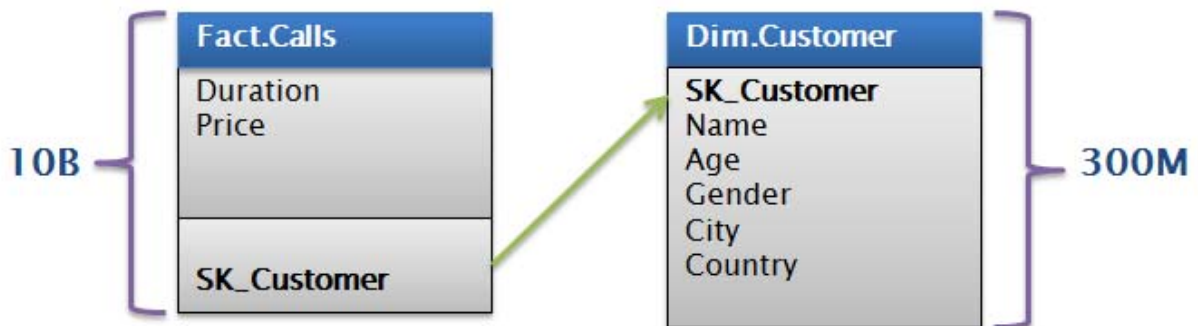 10B
Fact.Calls
Duration
Price
SK_Customer
Dim.Customer
SK_Customer
Name
Age
Gender
City
Country
300M